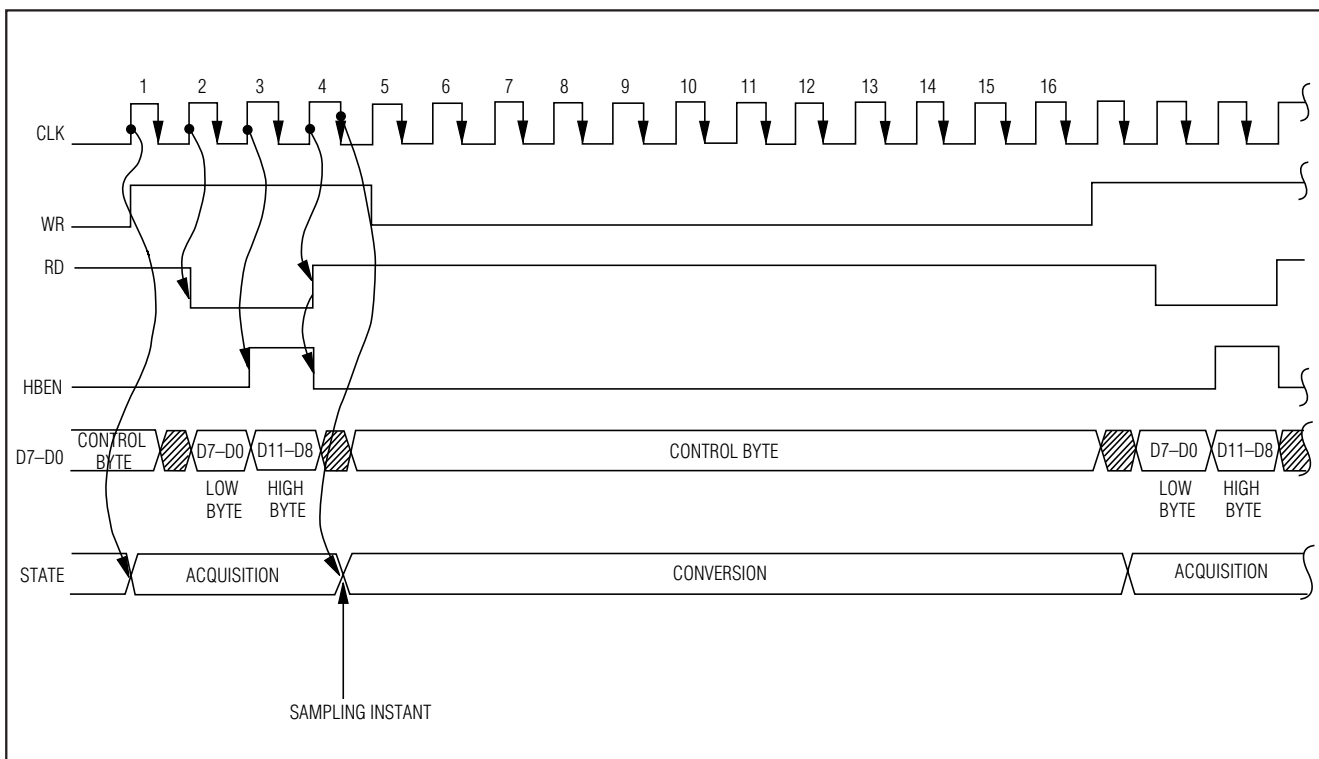 1 2 3 4 5 6 7 8 9 10 11 12 13 14 15 16
CLK
WR
RD
HBEN
D7–D0
CONTROL
BYTE
D7–D0
D11–D8
CONTROL BYTE
D7–D0
D11–D8
LOW
BYTE
HIGH
BYTE
LOW
BYTE
HIGH
BYTE
STATE
ACQUISITION
CONVERSION
ACQUISITION
SAMPLING INSTANT